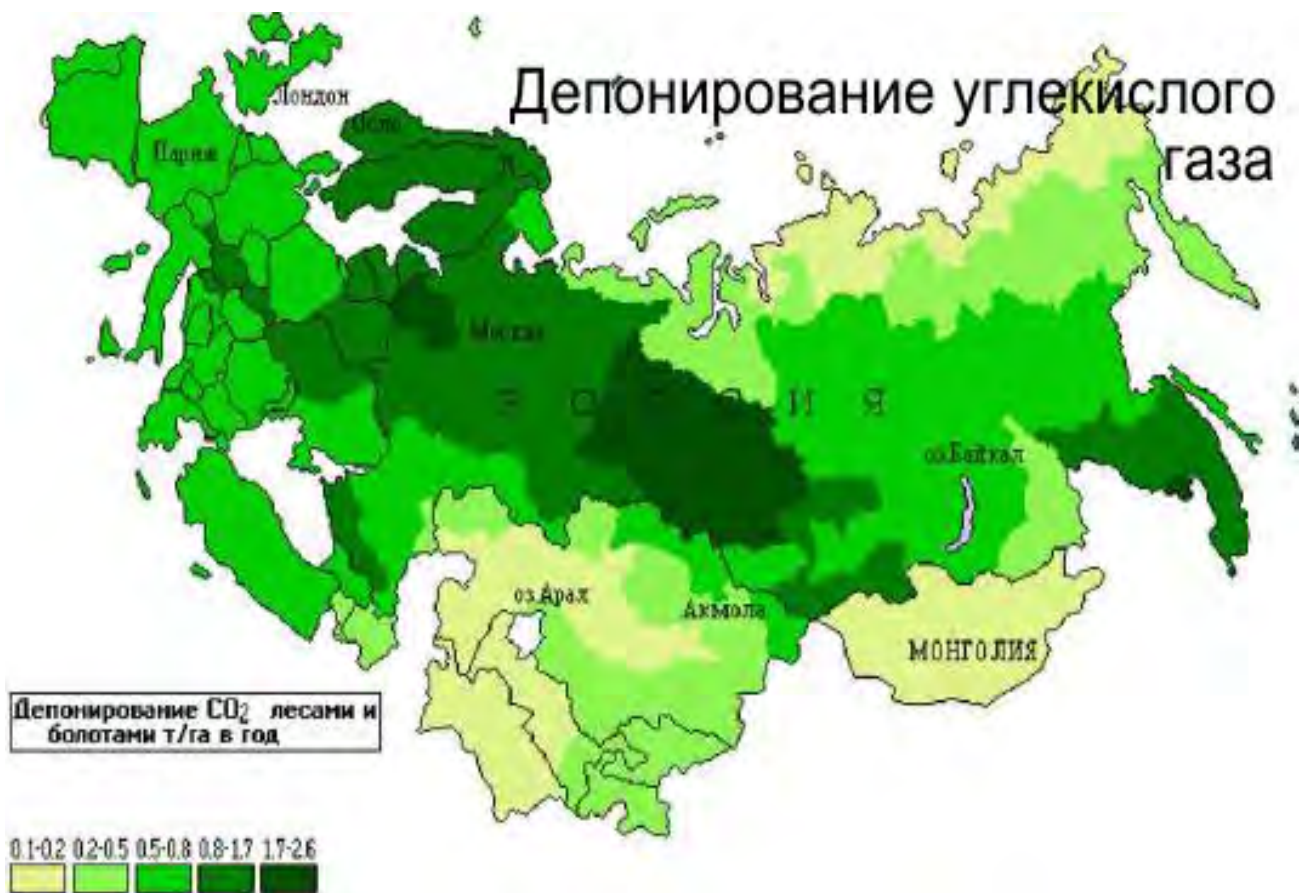 Депонирование углекислого
газа
Лондон
Осло
Париж
Москва
Р О С С И Я
оз.Байкал
оз.Арал
Акмола
МОНГОЛИЯ
Депонирование CO2 лесами и
болотами т/га в год
0.1-0.2 0.2-0.5 0.5-0.8 0.8-1.7 1.7-2.6